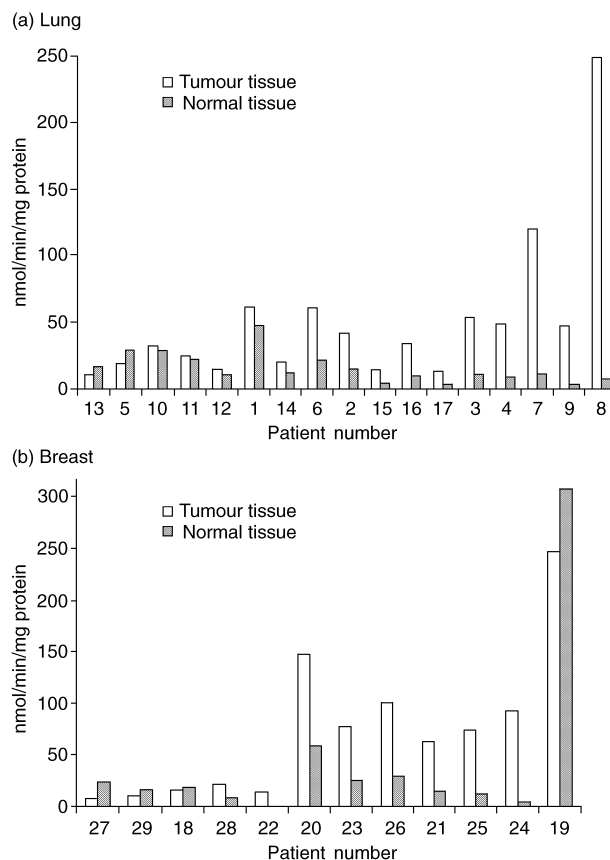 (a) Lung
250
200
150
100
50
0
nmol/min/mg protein
Tumour tissue
Normal tissue
13 5 10 11 12 1 14 6 2 15 16 17 3 4 7 9 8
Patient number
(b) Breast
300
250
200
150
100
50
0
nmol/min/mg protein
Tumour tissue
Normal tissue
27 29 18 28 22 20 23 26 21 25 24 19
Patient number